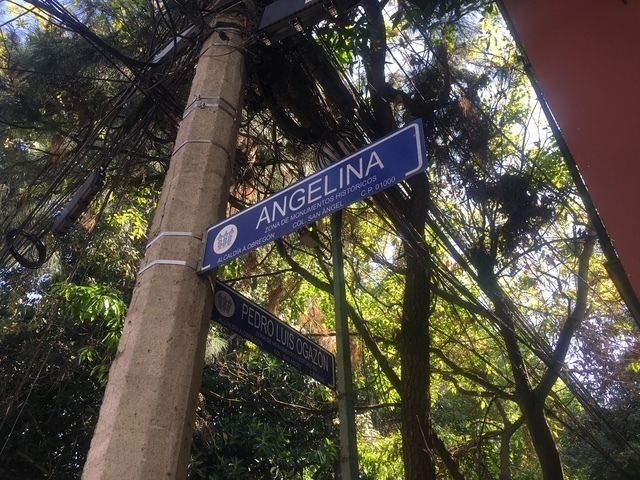 ANGELINA
ZONA DE MONUMENTOS HISTÓRICOS
ALCALDÍA A. OBREGÓN COL. SAN ÁNGEL C.P. 01000
PEDRO LUIS OGAZÓN